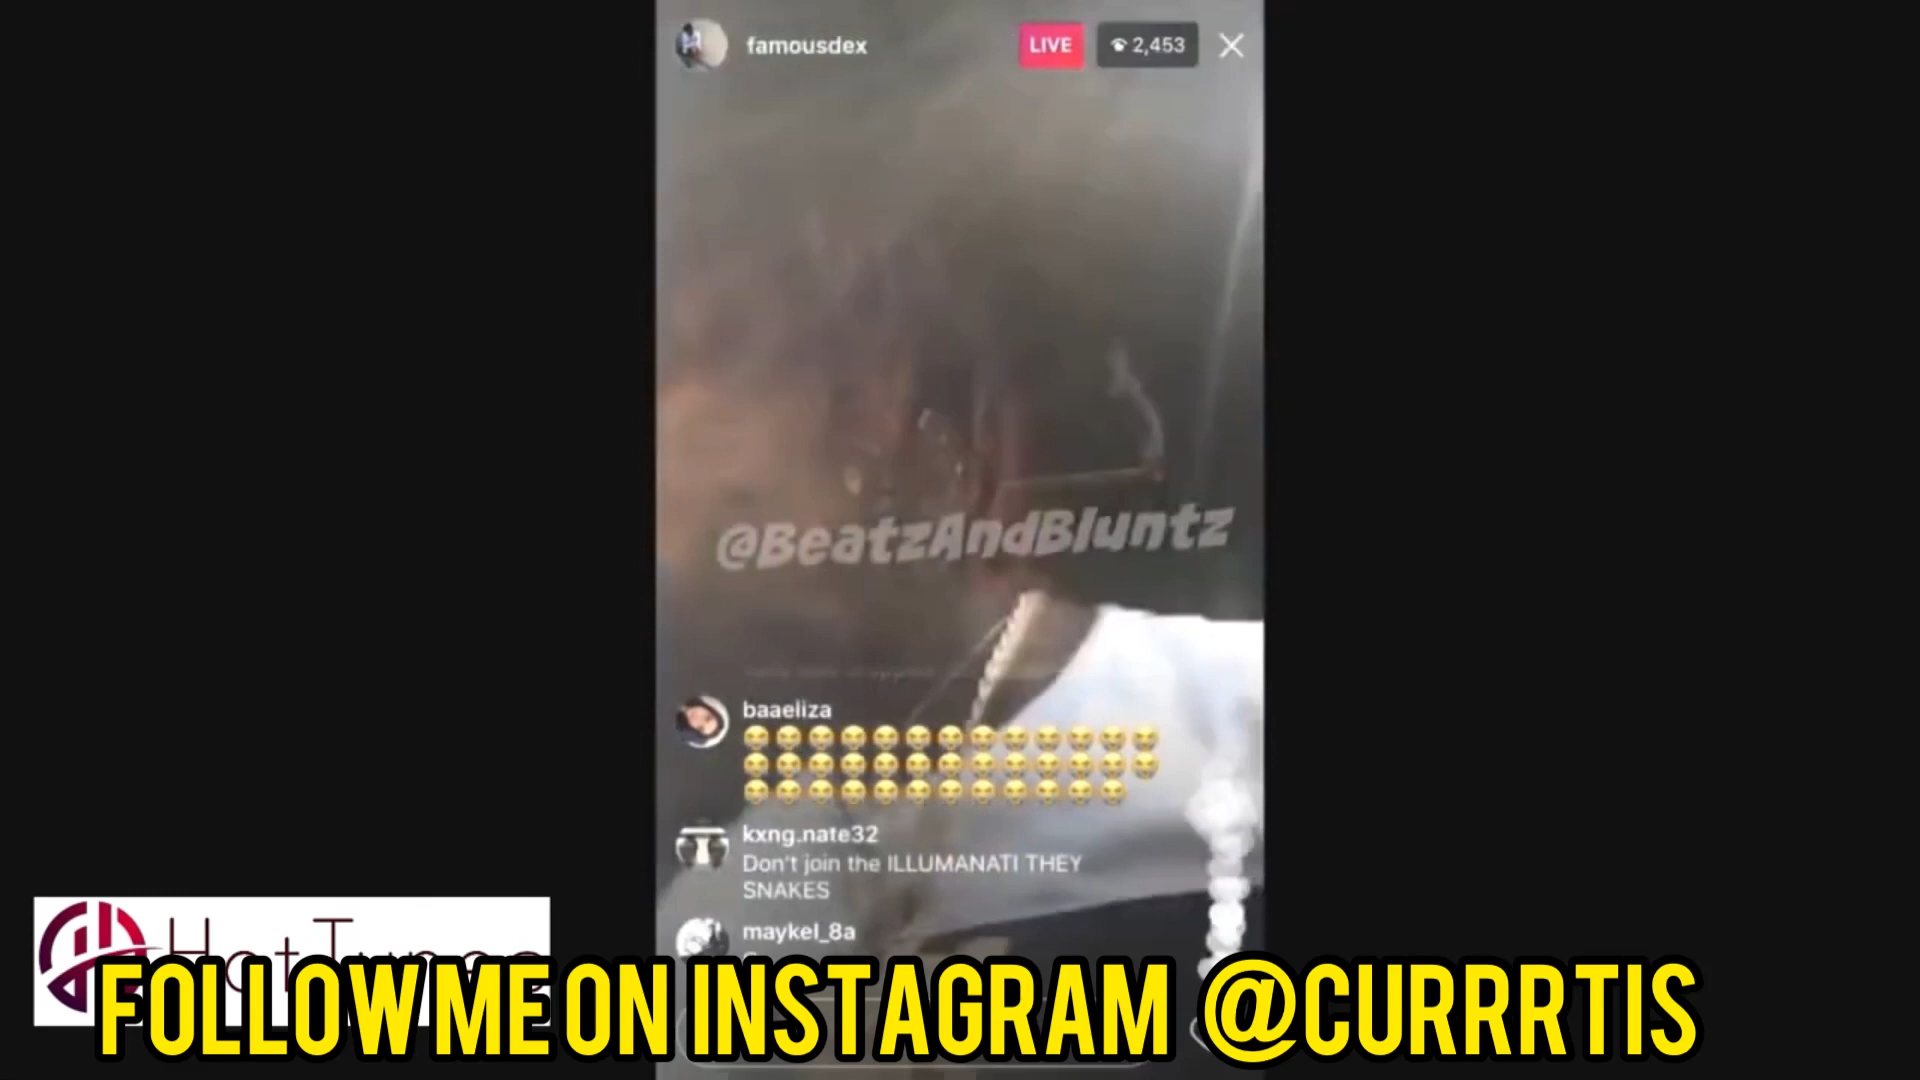 famousdex
LIVE
2,453
@BeatzAndBluntz
baaeliza
kxng.nate32
Don't join the ILLUMANATI THEY
SNAKES
maykel_8a
FOLLOW ME ON INSTAGRAM @CURRRTIS